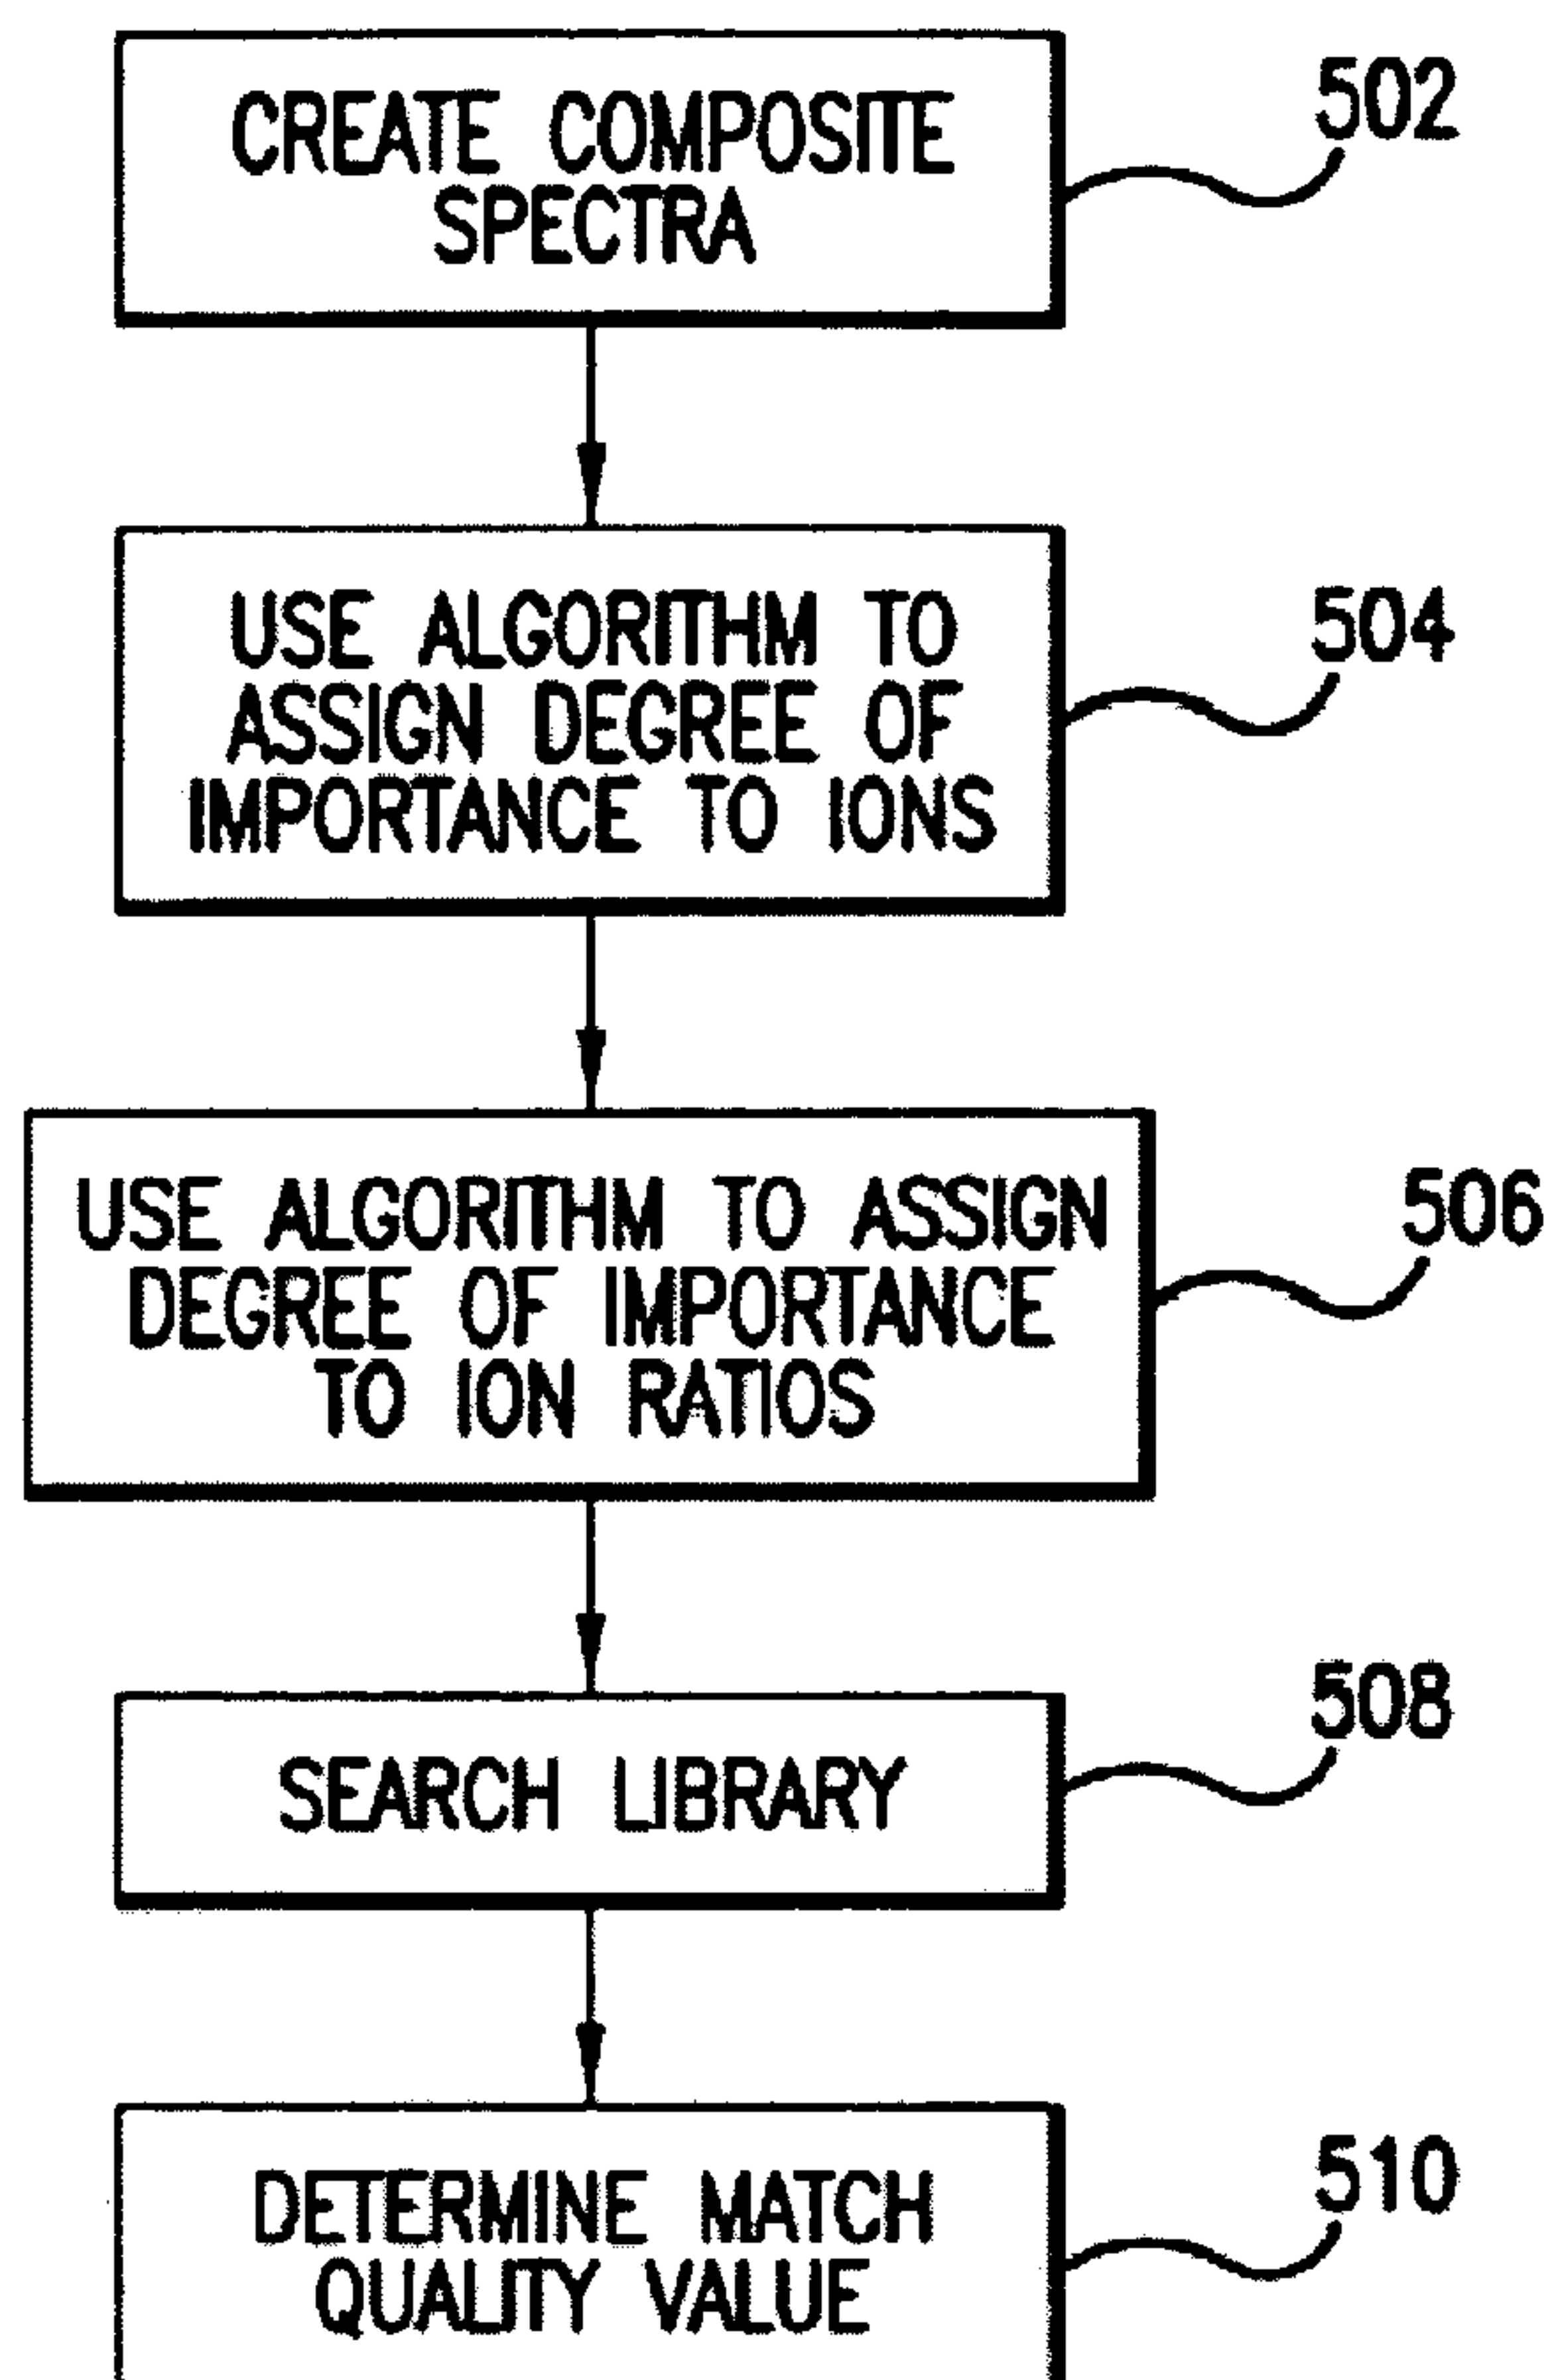 CREATE COMPOSITE
SPECTRA
502
USE ALGORITHM TO
ASSIGN DEGREE OF
IMPORTANCE TO IONS
504
USE ALGORITHM TO ASSIGN
DEGREE OF IMPORTANCE
TO ION RATIOS
506
SEARCH LIBRARY
508
DETERMINE MATCH
QUALITY VALUE
510